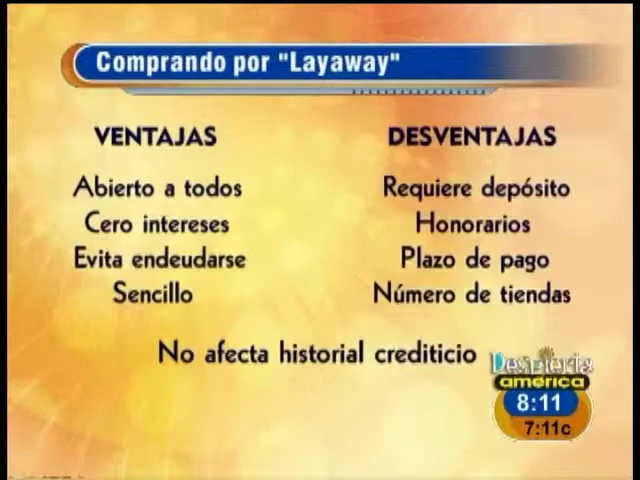 Comprando por "Layaway"
VENTAJAS
Abierto a todos
Cero intereses
Evita endeudarse
Sencillo
DESVENTAJAS
Requiere depósito
Honorarios
Plazo de pago
Número de tiendas
No afecta historial crediticio
Despierta
america
8:11
7:11c